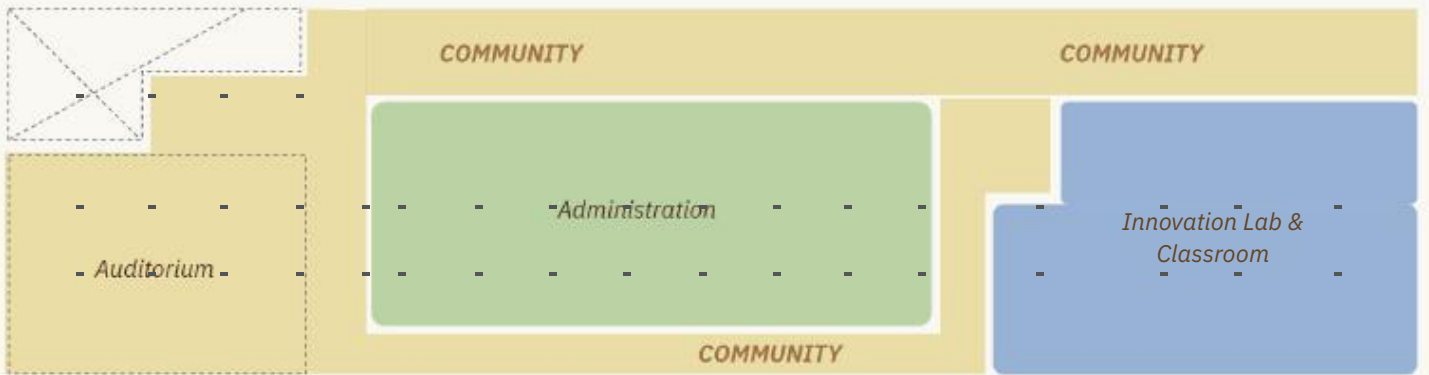 COMMUNITY
COMMUNITY
Administration
Innovation Lab &
Classroom
Auditorium
COMMUNITY